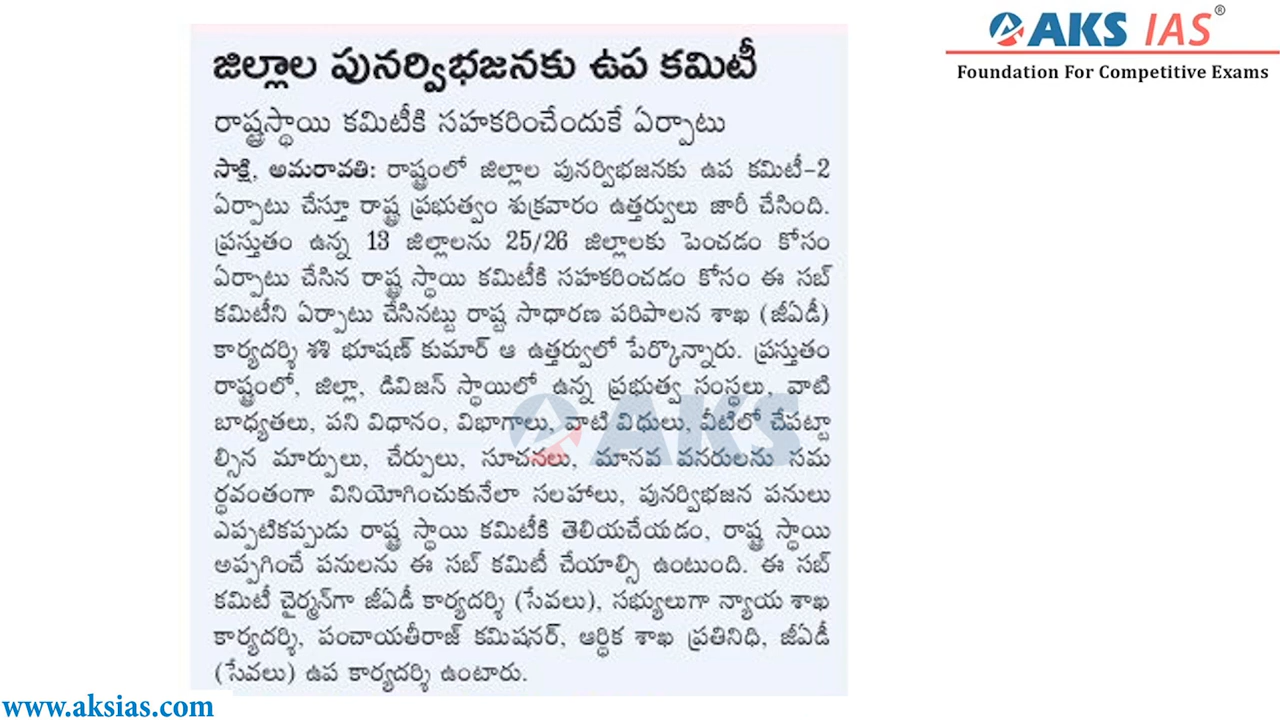 AKS IAS®
Foundation For Competitive Exams
జిల్లాల పునర్విభజనకు ఉప కమిటీ
రాష్ట్రస్థాయి కమిటీకి సహకరించేందుకే ఏర్పాటు
సాక్షి, అమరావతి: రాష్ట్రంలో జిల్లాల పునర్విభజనకు ఉప కమిటీ-2
ఏర్పాటు చేస్తూ రాష్ట్ర ప్రభుత్వం శుక్రవారం ఉత్తర్వులు జారీ చేసింది.
ప్రస్తుతం ఉన్న 13 జిల్లాలను 25/26 జిల్లాలకు పెంచడం కోసం
ఏర్పాటు చేసిన రాష్ట్ర స్థాయి కమిటీకి సహకరించడం కోసం ఈ సబ్
కమిటీని ఏర్పాటు చేసినట్టు రాష్ట సాధారణ పరిపాలన శాఖ (జీఏడీ)
కార్యదర్శి శశి భూషణ్ కుమార్ ఆ ఉత్తర్వులో పేర్కొన్నారు. ప్రస్తుతం
రాష్ట్రంలో, జిల్లా, డివిజన్ స్థాయిలో ఉన్న ప్రభుత్వ సంస్థలు, వాటి
బాధ్యతలు, పని విధానం, విభాగాలు, వాటి విధులు, వీటిలో చేపట్టా
ల్సిన మార్పులు, చేర్పులు, సూచనలు, మానవ వనరులను సమ
ర్థవంతంగా వినియోగించుకునేలా సలహాలు, పునర్విభజన పనులు
ఎప్పటికప్పుడు రాష్ట్ర స్థాయి కమిటీకి తెలియచేయడం, రాష్ట్ర స్థాయి
అప్పగించే పనులను ఈ సబ్ కమిటీ చేయాల్సి ఉంటుంది. ఈ సబ్
కమిటీ చైర్మన్‌గా జీఏడీ కార్యదర్శి (సేవలు), సభ్యులుగా న్యాయ శాఖ
కార్యదర్శి, పంచాయతీరాజ్ కమిషనర్, ఆర్థిక శాఖ ప్రతినిధి, జీఏడీ
(సేవలు) ఉప కార్యదర్శి ఉంటారు.
AKS
www.aksias.com